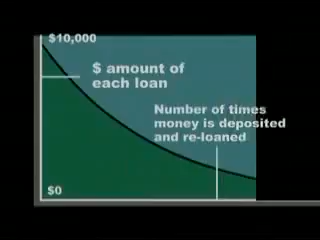 $10,000
$ amount of
each loan
Number of times
money is deposited
and re-loaned
$0